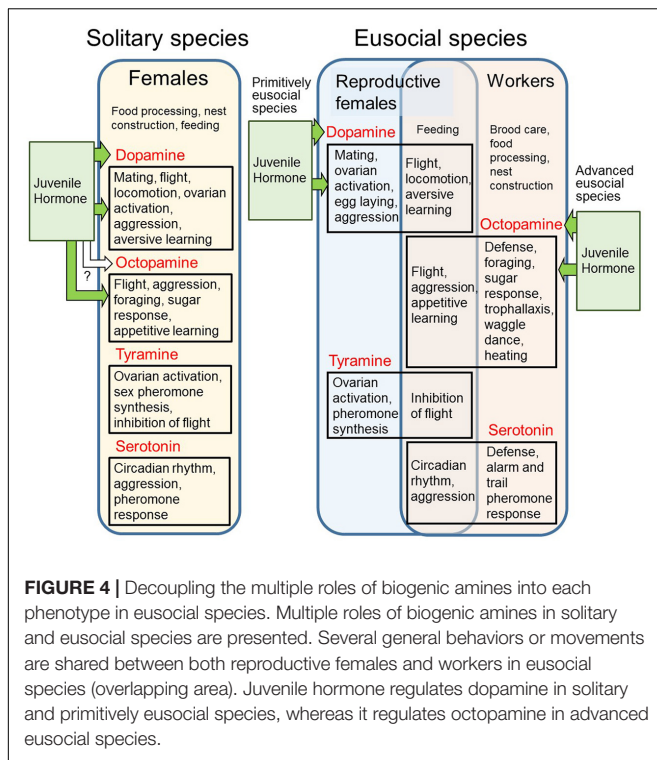 Solitary species
Females
Food processing, nest
construction, feeding
Dopamine
Mating, flight,
locomotion, ovarian
activation,
aggression,
aversive learning
Juvenile
Hormone
?
Octopamine
Flight, aggression,
foraging, sugar
response,
appetitive learning
Tyramine
Ovarian activation,
sex pheromone
synthesis,
inhibition of flight
Serotonin
Circadian rhythm,
aggression,
pheromone
response
Eusocial species
Primitively
eusocial
species
Juvenile
Hormone
Reproductive
females
Workers
Dopamine
Feeding
Brood care,
food
processing,
nest
construction
Mating,
ovarian
activation,
egg laying,
aggression
Flight,
locomotion,
aversive
learning
Advanced
eusocial
species
Juvenile
Hormone
Octopamine
Flight,
aggression,
appetitive
learning
Defense,
foraging,
sugar
response,
trophallaxis,
waggle
dance,
heating
Tyramine
Ovarian
activation,
pheromone
synthesis
Inhibition
of flight
Serotonin
Circadian
rhythm,
aggression
Defense,
alarm and
trail
pheromone
response
FIGURE 4 | Decoupling the multiple roles of biogenic amines into each
phenotype in eusocial species. Multiple roles of biogenic amines in solitary
and eusocial species are presented. Several general behaviors or movements
are shared between both reproductive females and workers in eusocial
species (overlapping area). Juvenile hormone regulates dopamine in solitary
and primitively eusocial species, whereas it regulates octopamine in advanced
eusocial species.